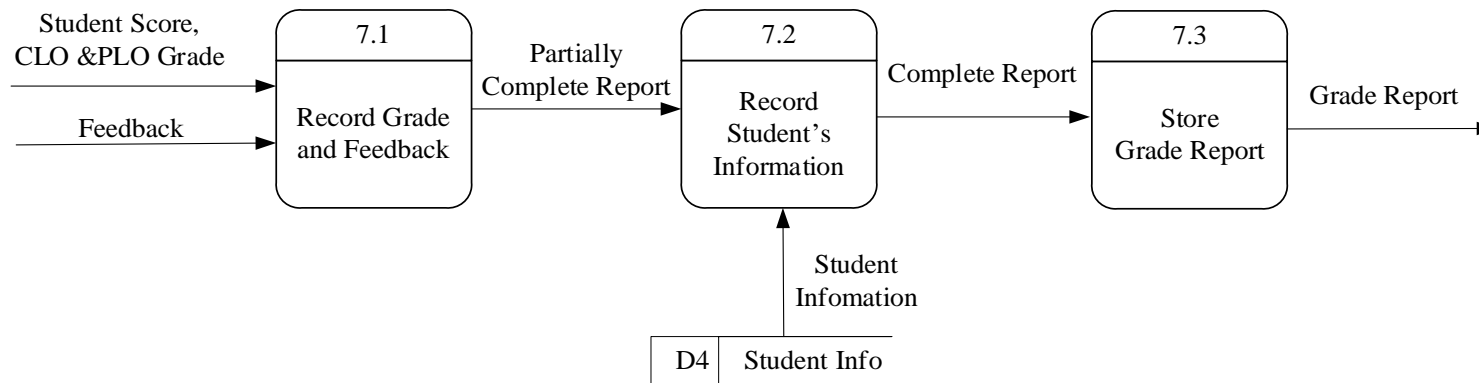 Student Score,
CLO &PLO Grade
Feedback
7.1
Record Grade
and Feedback
Partially
Complete Report
7.2
Record
Student’s
Information
Complete Report
7.3
Store
Grade Report
Grade Report
Student
Infomation
D4
Student Info